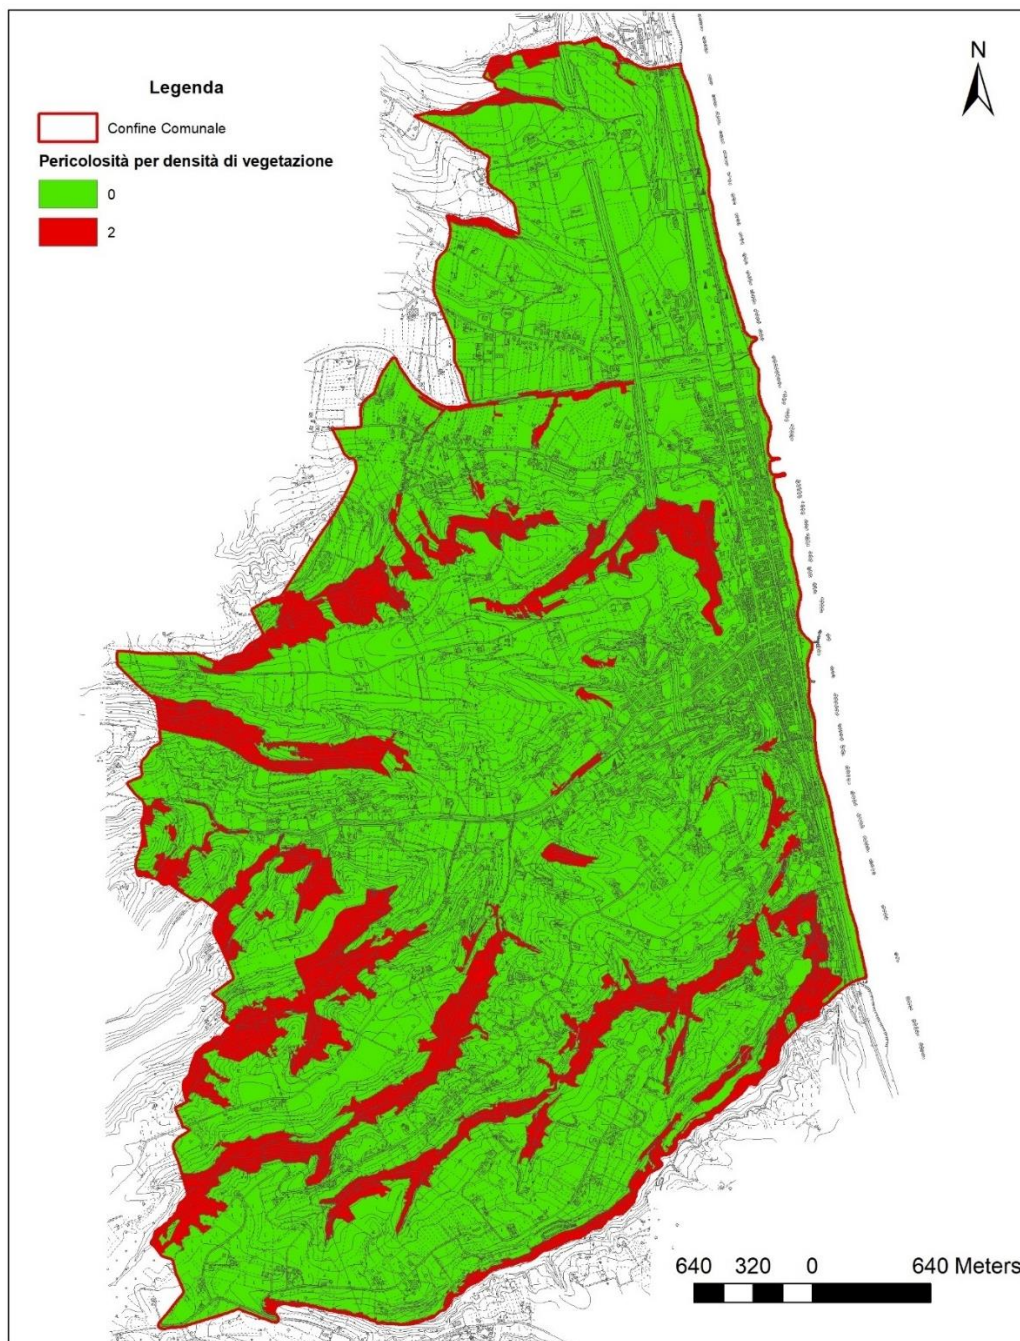 Legenda
Confine Comunale
Pericolosità per densità di vegetazione
0
2
N
640 320 0 640 Meters